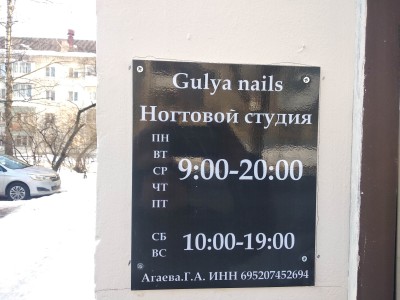 Gulya nails
Ногтовой студия
ПН
ВТ
СР 9:00-20:00
ЧТ
ПТ
СБ 10:00-19:00
ВС
Агаева.Г.А. ИНН 695207452694